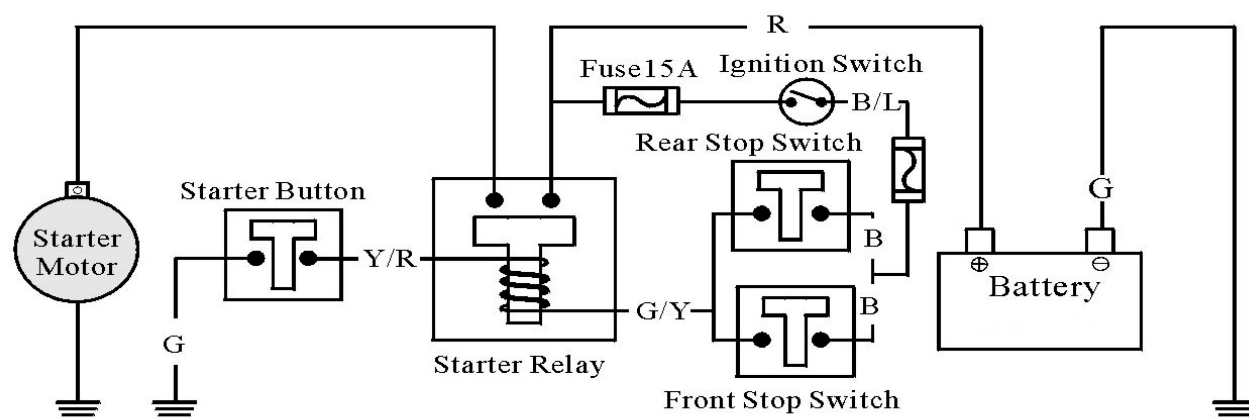 R
Fuse15A
Ignition Switch
B/L
Rear Stop Switch
Starter Button
G
Starter
Motor
Y/R
B
⊕
⊖
Battery
G/Y
B
G
Starter Relay
Front Stop Switch